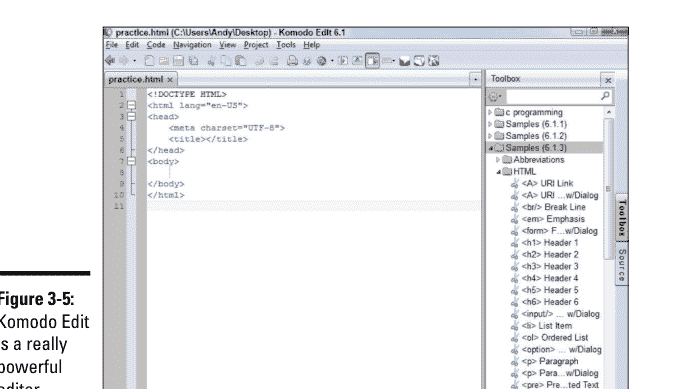 practice.html (C:\Users\Andy\Desktop) - Komodo Edit 6.1
File Edit Code Navigation View Project Tools Help
practice.html ×
Toolbox
1 <!DOCTYPE HTML>
2 <html lang="en-US">
3 <head>
4 <meta charset="UTF-8">
5 <title></title>
6 </head>
7 <body>
8
9 </body>
10 </html>
11
c programming
Samples (6.1.1)
Samples (6.1.2)
Samples (6.1.3)
Abbreviations
HTML
<A> URI Link
<A> URI ...w/Dialog
<br/> Break Line
<em> Emphasis
<form> F...w/Dialog
<h1> Header 1
<h2> Header 2
<h3> Header 3
<h4> Header 4
<h5> Header 5
<h6> Header 6
<input/> ... w/Dialog
<li> List Item
<ol> Ordered List
<option> ... w/Dialog
<p> Paragraph
<p> Para...w/Dialog
<pre> Pre...ted Text
Toolbox
Source
Figure 3-5:
Komodo Edit
is a really
powerful
editor